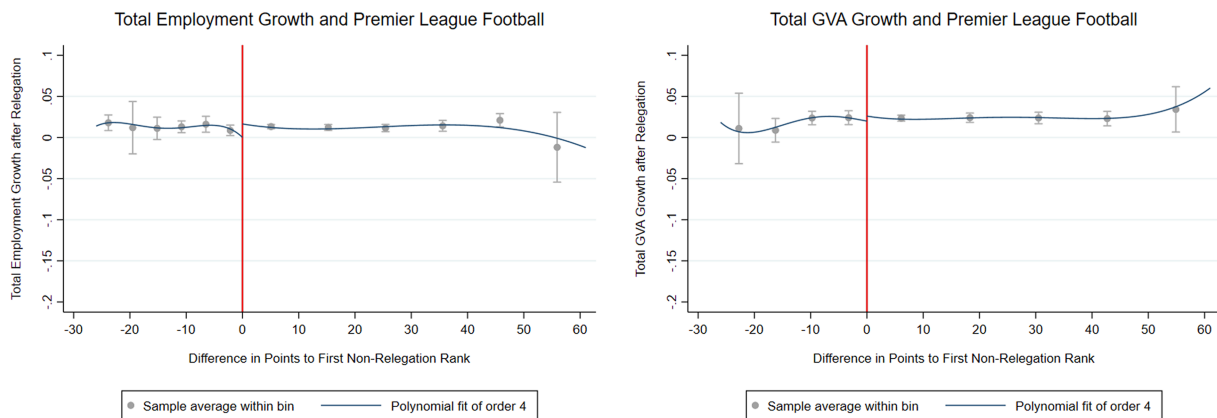 Total Employment Growth and Premier League Football
Total Employment Growth after Relegation
.1
.05
0
-.05
-.1
-.15
-.2
-30 -20 -10 0 10 20 30 40 50 60
Difference in Points to First Non-Relegation Rank
Sample average within bin Polynomial fit of order 4
Total GVA Growth and Premier League Football
Total GVA Growth after Relegation
.1
.05
0
-.05
-.1
-.15
-.2
-30 -20 -10 0 10 20 30 40 50 60
Difference in Points to First Non-Relegation Rank
Sample average within bin Polynomial fit of order 4